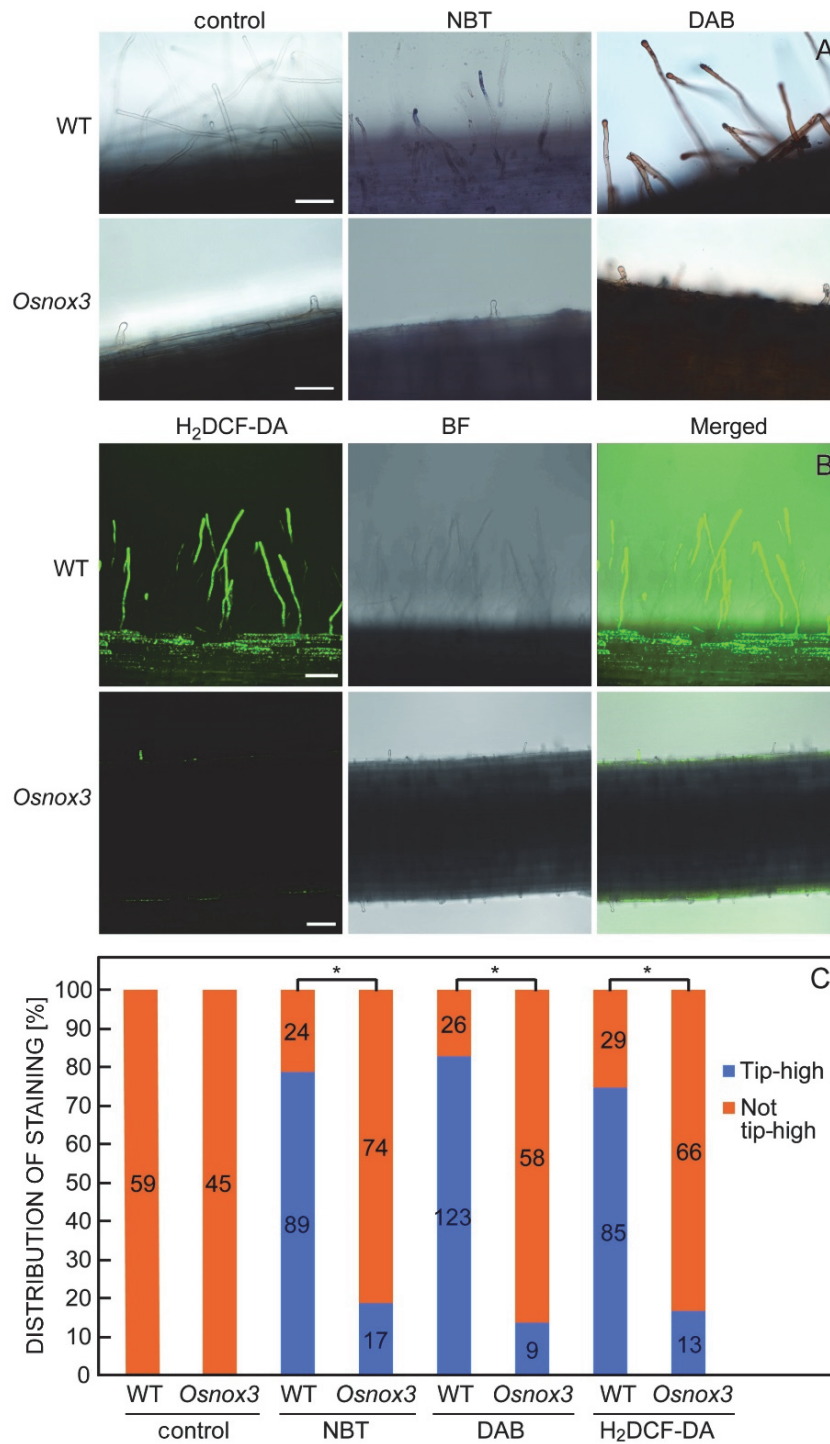 control NBT DAB
A
WT
Osnox3
H₂DCF-DA BF Merged
B
WT
Osnox3
C
DISTRIBUTION OF STAINING [%]
100
90
80
70
60
50
40
30
20
10
0
* * *
24 26 29
74 58 66
59 45 89 123 85
17 9 13
Tip-high
Not
tip-high
WT Osnox3 WT Osnox3 WT Osnox3 WT Osnox3
control NBT DAB H₂DCF-DA